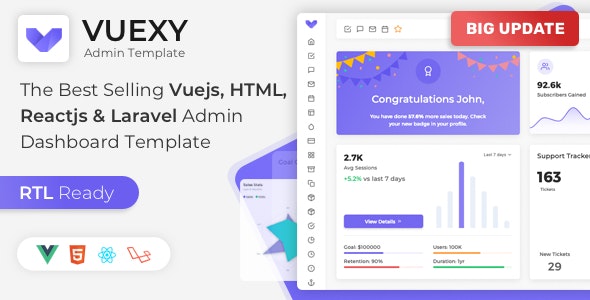 VUEXY
Admin Template
The Best Selling Vuejs, HTML,
Reactjs & Laravel Admin
Dashboard Template
RTL Ready
BIG UPDATE
Congratulations John,
You have done 57.6% more sales today. Check
your new badge in your profile.
92.6k
Subscribers Gained
2.7K
Avg Sessions
+5.2% vs last 7 days
Last 7 days
View Details »
Goal: $100000
Users: 100K
Retention: 90%
Duration: 1yr
Support Tracker
163
Tickets
New Tickets
29
Sales Stats